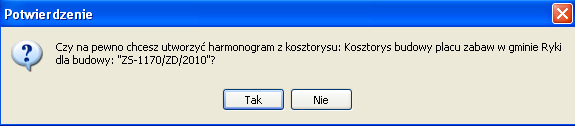 Potwierdzenie
Czy na pewno chcesz utworzyć harmonogram z kosztorysu: Kosztorys budowy placu zabaw w gminie Ryki
dla budowy: "ZS-1170/ZD/2010"?
Tak
Nie